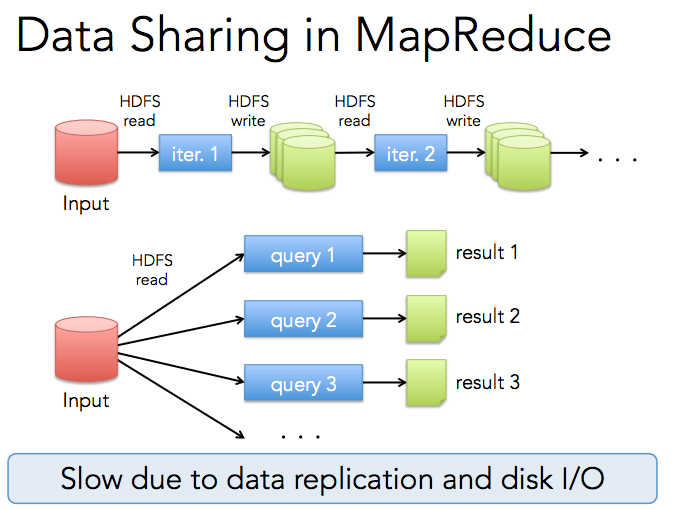 Data Sharing in MapReduce
HDFS
read
HDFS
write
HDFS
read
HDFS
write
iter. 1
iter. 2
. . .
Input
HDFS
read
query 1
result 1
query 2
result 2
query 3
result 3
Input
. . .
Slow due to data replication and disk I/O